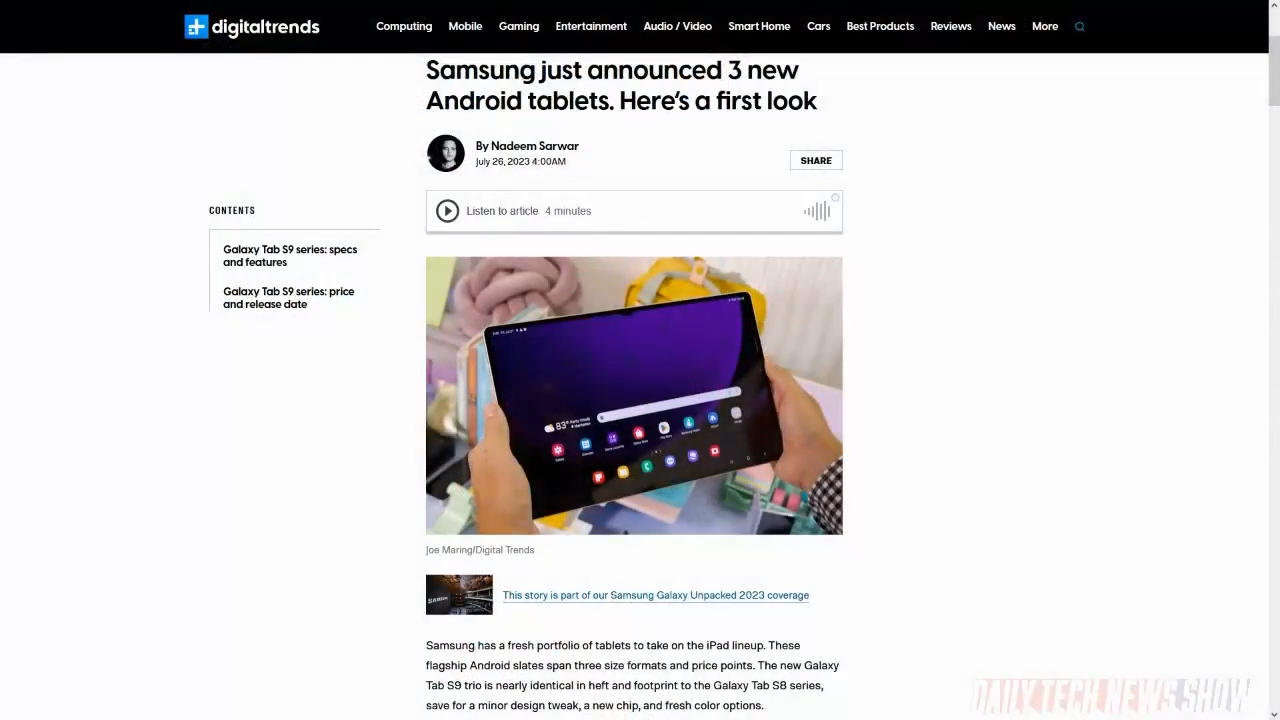 digitaltrends
Computing Mobile Gaming Entertainment Audio / Video Smart Home Cars Best Products Reviews News More
Samsung just announced 3 new
Android tablets. Here's a first look
By Nadeem Sarwar
July 26, 2023 4:00AM
SHARE
Listen to article 4 minutes
CONTENTS
Galaxy Tab S9 series: specs
and features
Galaxy Tab S9 series: price
and release date
83°
Joe Maring/Digital Trends
SAMSUNG
This story is part of our Samsung Galaxy Unpacked 2023 coverage
Samsung has a fresh portfolio of tablets to take on the iPad lineup. These
flagship Android slates span three size formats and price points. The new Galaxy
Tab S9 trio is nearly identical in heft and footprint to the Galaxy Tab S8 series,
save for a minor design tweak, a new chip, and fresh color options.
DAILY TECH NEWS SHOW